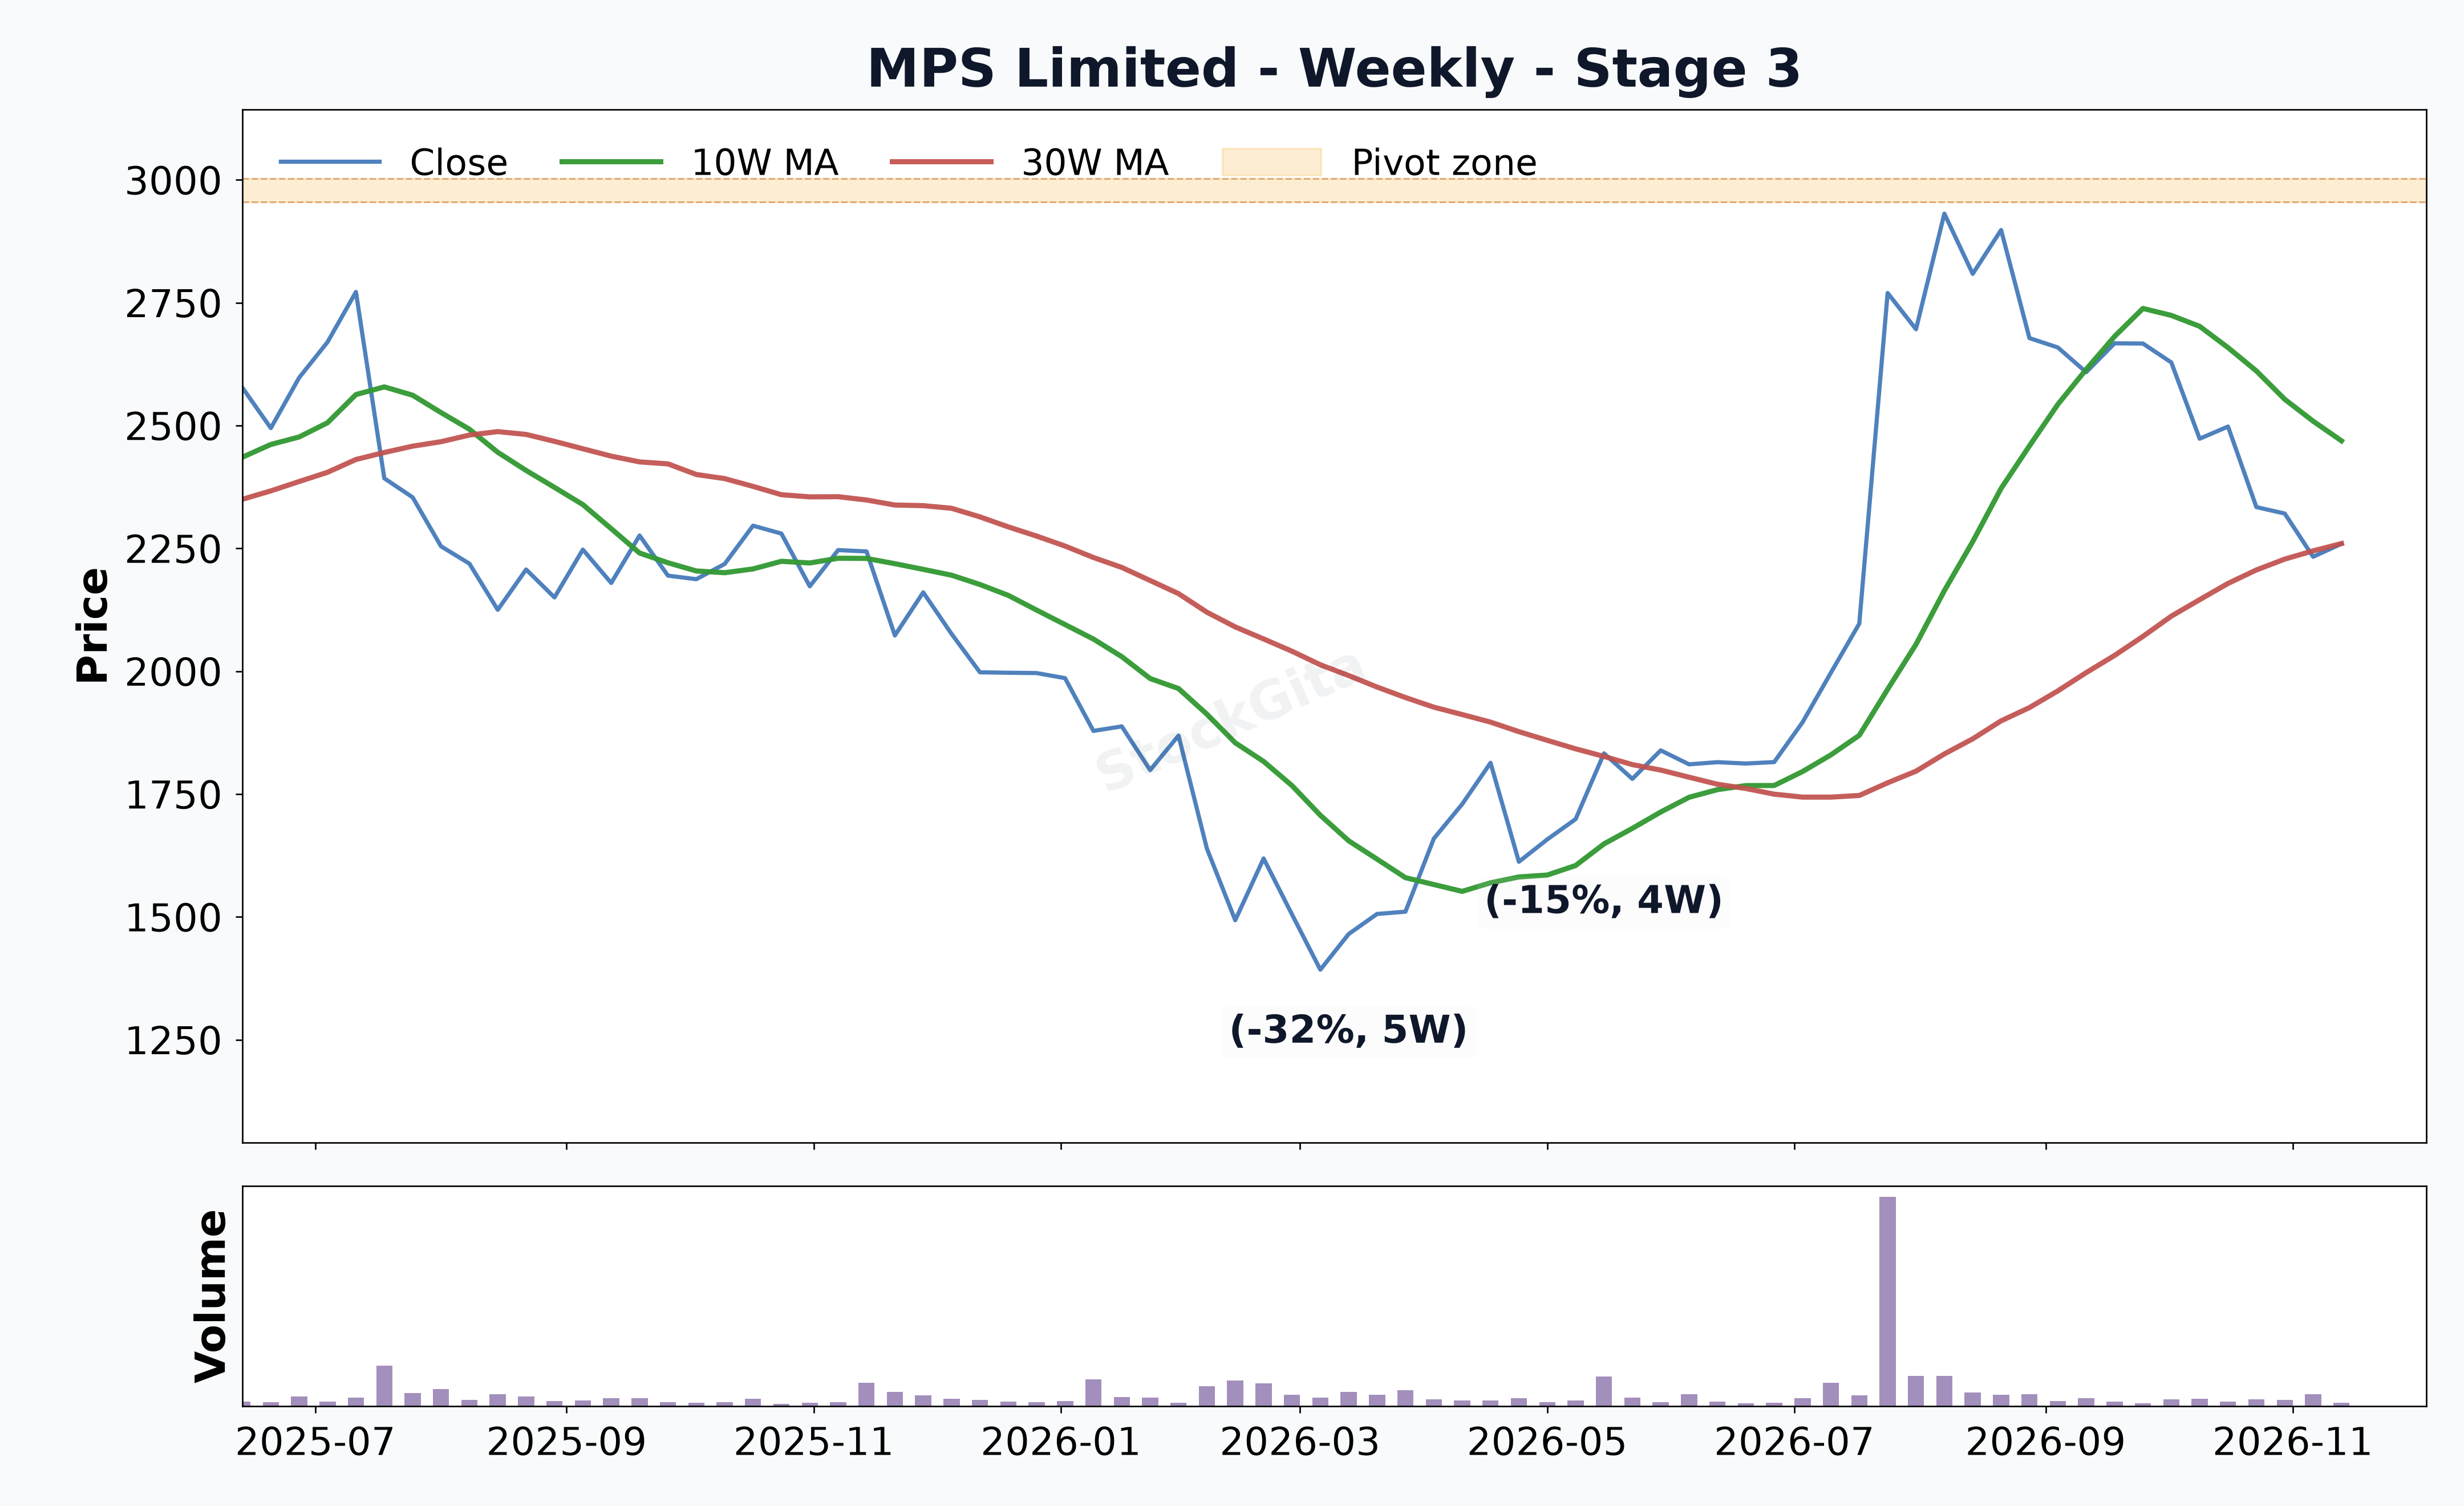 MPS Limited - Weekly - Stage 3
Close 10W MA 30W MA Pivot zone
Price
3000
2750
2500
2250
2000
1750
1500
1250
StockGita
(-15%, 4W)
(-32%, 5W)
Volume
2025-07 2025-09 2025-11 2026-01 2026-03 2026-05 2026-07 2026-09 2026-11